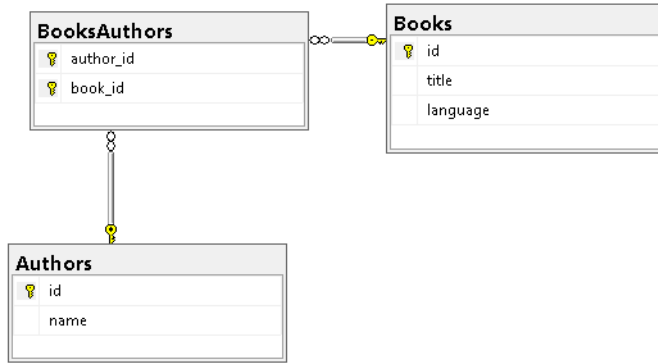 BooksAuthors
author_id
book_id
Books
id
title
language
Authors
id
name